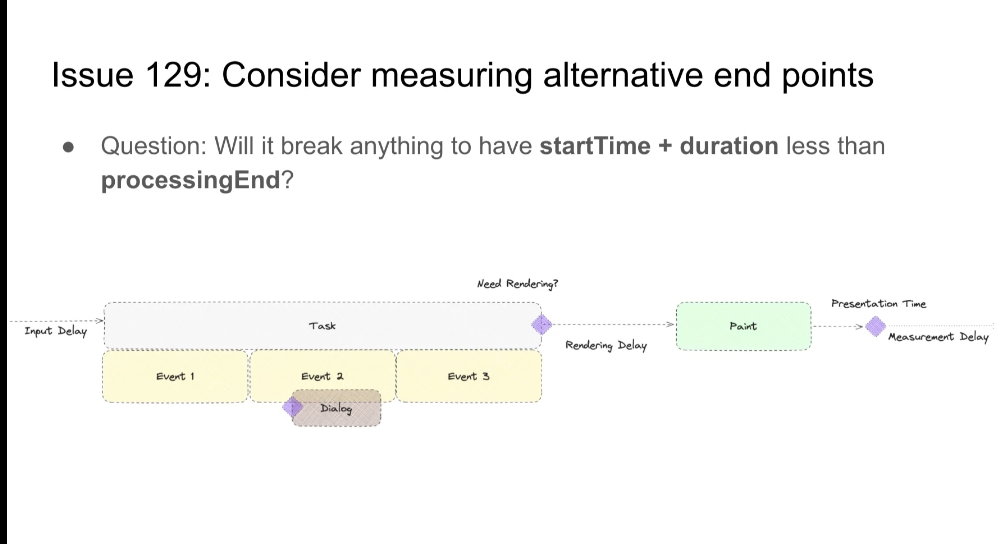 Issue 129: Consider measuring alternative end points
● Question: Will it break anything to have startTime + duration less than
processingEnd?
Need Rendering?
Presentation Time
Input Delay
Task
Paint
Measurement Delay
Rendering Delay
Event 1
Event 2
Event 3
Dialog